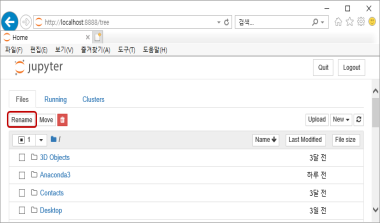 http://localhost:8888/tree
검색...
Home
파일(F) 편집(E) 보기(V) 즐겨찾기(A) 도구(T) 도움말(H)
jupyter Quit Logout
Files Running Clusters
Rename Move Upload New
1 / Name Last Modified File size
3D Objects 3달 전
Anaconda3 하루 전
Contacts 3달 전
Desktop 3일 전